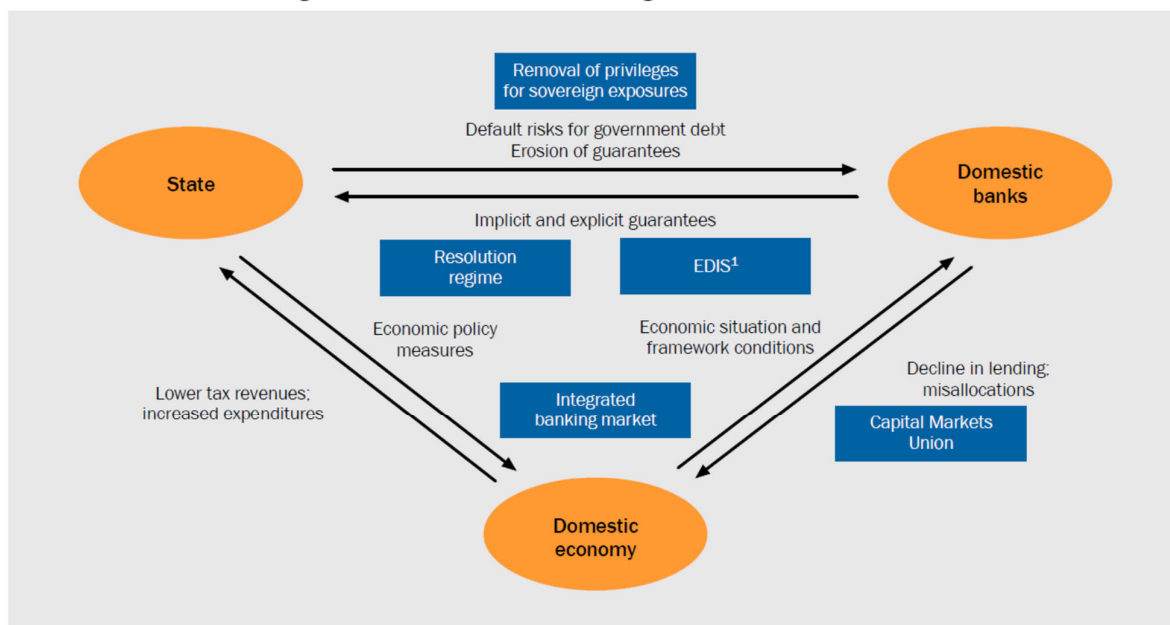 Removal of privileges
for sovereign exposures
Default risks for government debt
Erosion of guarantees
State
Domestic
banks
Implicit and explicit guarantees
Resolution
regime
EDIS¹
Economic policy
measures
Economic situation and
framework conditions
Lower tax revenues;
increased expenditures
Decline in lending;
misallocations
Integrated
banking market
Capital Markets
Union
Domestic
economy